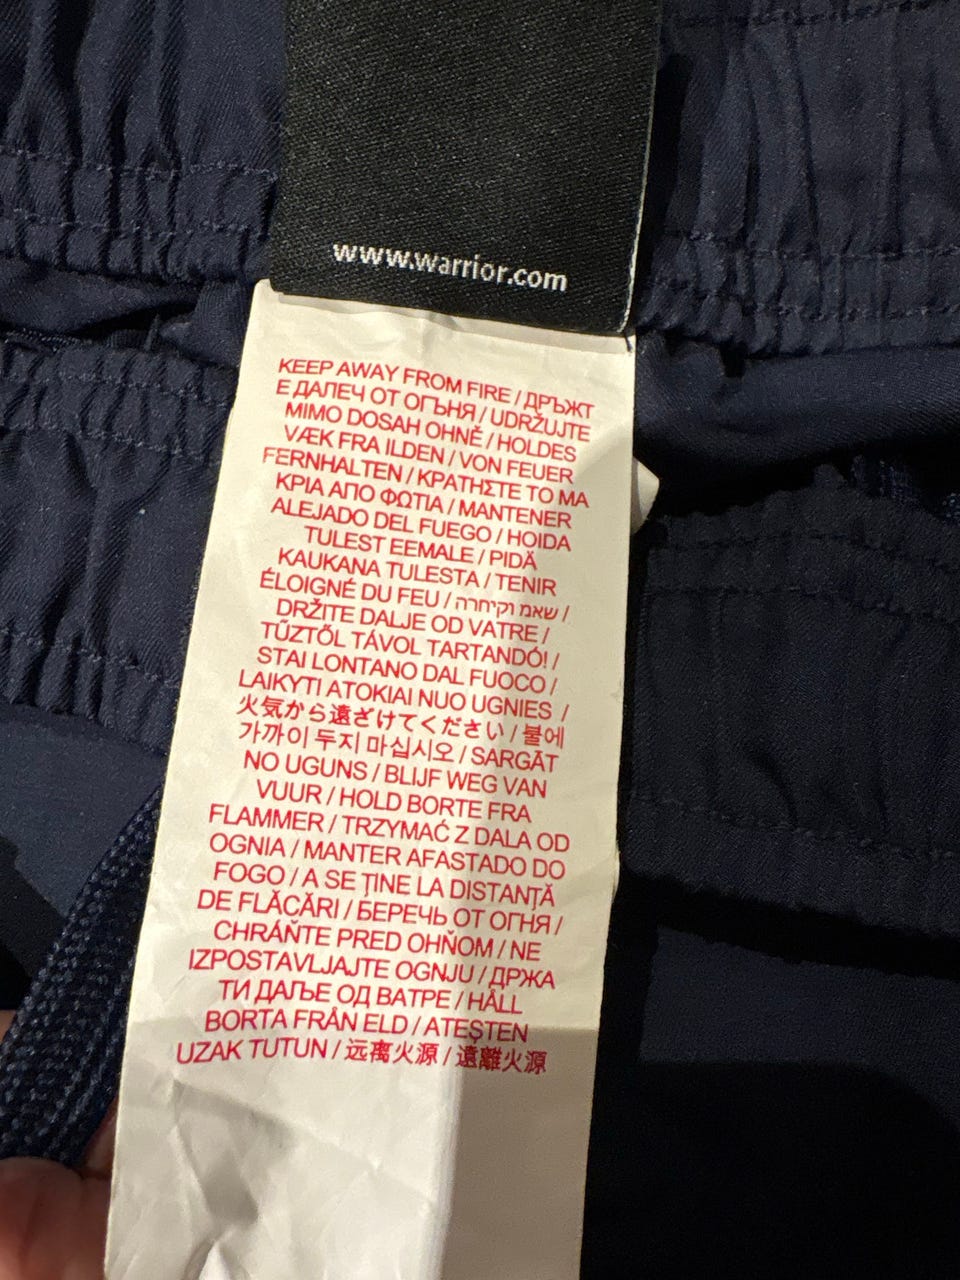 www.warrior.com
KEEP AWAY FROM FIRE / ДРЪЖТ
Е ДАЛЕЧ ОТ ОГЪНЯ / UDRŽUJTE
MIMO DOSAH OHNĚ / HOLDES
VÆK FRA ILDEN / VON FEUER
FERNHALTEN / ΚΡΑΤΗΣΤΕ ΤΟ ΜΑ
ΚΡΙΑ ΑΠΟ ΦΩΤΙΑ / MANTENER
ALEJADO DEL FUEGO / HOIDA
TULEST EEMALE / PIDÄ
KAUKANA TULESTA / TENIR
ÉLOIGNÉ DU FEU / שאמ וקיחרה /
DRŽITE DALJE OD VATRE /
TŰZTŐL TÁVOL TARTANDÓ! /
STAI LONTANO DAL FUOCO /
LAIKYTI ATOKIAI NUO UGNIES /
火気から遠ざけてください / 불에
가까이 두지 마십시오 / SARGĀT
NO UGUNS / BLIJF WEG VAN
VUUR / HOLD BORTE FRA
FLAMMER / TRZYMAĆ Z DALA OD
OGNIA / MANTER AFASTADO DO
FOGO / A SE ȚINE LA DISTANȚĂ
DE FLĂCĂRI / БЕРЕЧЬ ОТ ОГНЯ /
CHRÁŇTE PRED OHŇOM / NE
IZPOSTAVLJAJTE OGNJU / ДРЖА
ТИ ДАЉЕ ОД ВАТРЕ / HÅLL
BORTA FRÅN ELD / ATEŞTEN
UZAK TUTUN / 远离火源 / 遠離火源